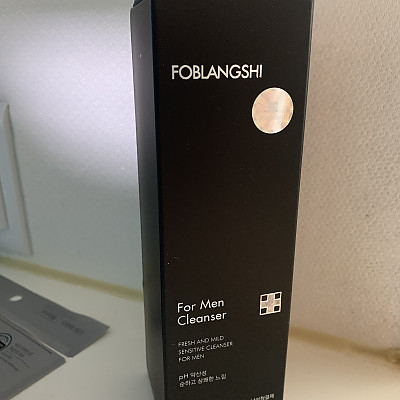 FOBLANGSHI
For Men
Cleanser
FRESH AND MILD
SENSITIVE CLEANSER
FOR MEN
pH 약산성
순하고 상쾌한 느낌